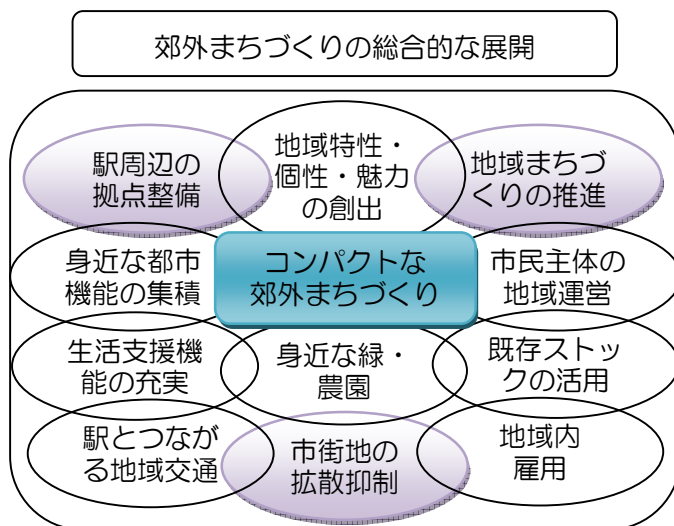 郊外まちづくりの総合的な展開
駅周辺の
拠点整備
地域特性・
個性・魅力
の創出
地域まちづ
くりの推進
身近な都市
機能の集積
コンパクトな
郊外まちづくり
市民主体の
地域運営
生活支援機
能の充実
身近な緑・
農園
既存ストッ
クの活用
駅とつなが
る地域交通
市街地の
拡散抑制
地域内
雇用